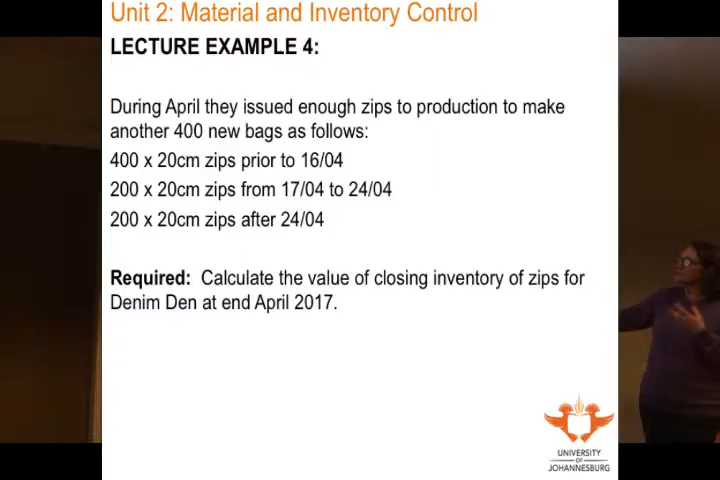 Unit 2: Material and Inventory Control
LECTURE EXAMPLE 4:
During April they issued enough zips to production to make
another 400 new bags as follows:
400 x 20cm zips prior to 16/04
200 x 20cm zips from 17/04 to 24/04
200 x 20cm zips after 24/04
Required: Calculate the value of closing inventory of zips for
Denim Den at end April 2017.
UNIVERSITY
OF
JOHANNESBURG